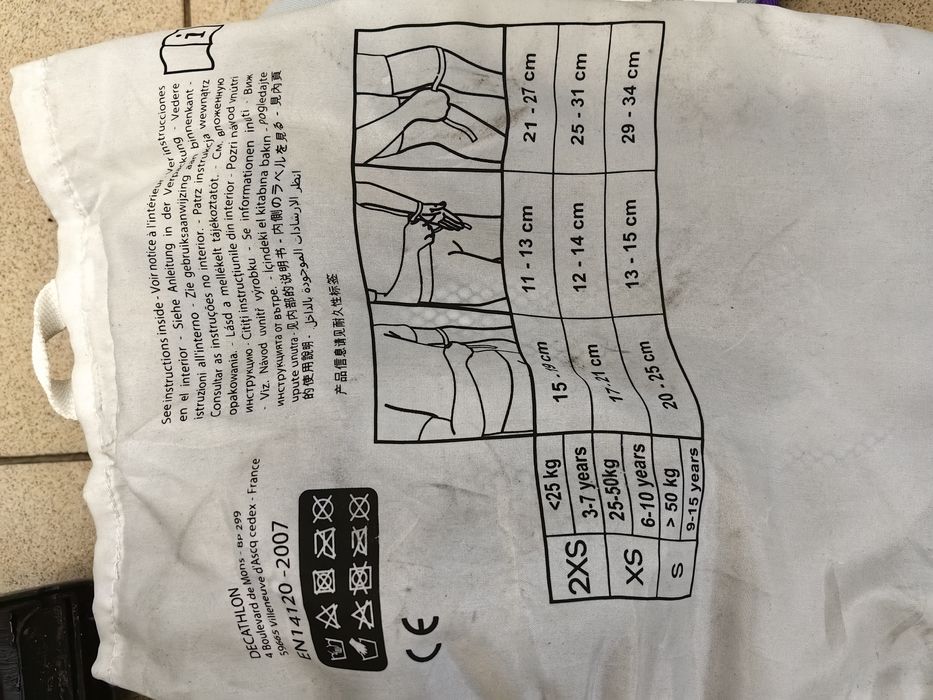 See instructions inside - Voir notice à l'intérieur
Ver instrucciones
en el interior - Siehe Anleitung in der Verpackung - Vedere
istruzioni all'interno - Zie gebruiksaanwijzing aan binnenkant -
Consultar as instruções no interior. - Patrz instrukcja wewnątrz
opakowania. - Lásd a mellékelt tájékoztatót. - См. вложенную
инструкцию - Citiţi instrucţiunile din interior - Pozri návod vnútri
- Viz. Návod uvnitř výrobku - Se informationen inuti - Виж
инструкцията от вътре. - İçindeki el kitabına bakın - pogledajte
upute unutra - 见内部的说明书 - 内側のラベルを見る - 見內頁
的使用說明 - انظر الارشادات الموجودة بالداخل
产品信息请见耐久性标签
DECATHLON
4 Boulevard de Mons - BP 299
59665 Villeneuve d'Ascq cedex - France
EN14120 - 2007
CE
2XS <25 kg 3-7 years 15 - 19 cm 11 - 13 cm 21 - 27 cm
XS 25-50kg 6-10 years 17 - 21 cm 12 - 14 cm 25 - 31 cm
S > 50 kg 9-15 years 20 - 25 cm 13 - 15 cm 29 - 34 cm